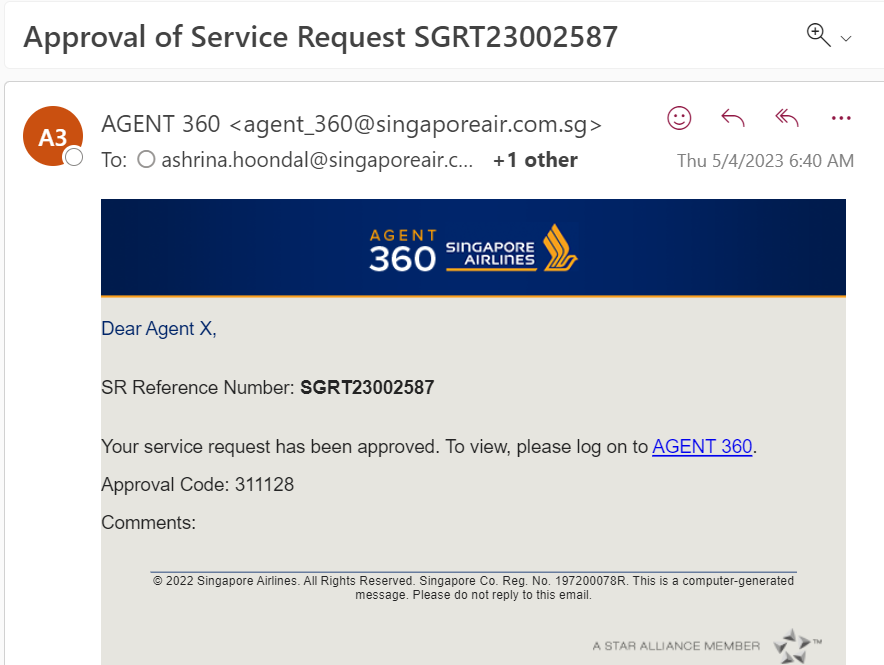 Approval of Service Request SGRT23002587
A3
AGENT 360 <agent_360@singaporeair.com.sg>
To: ashrina.hoondal@singaporeair.c... +1 other
Thu 5/4/2023 6:40 AM
AGENT
360
SINGAPORE
AIRLINES
Dear Agent X,
SR Reference Number: SGRT23002587
Your service request has been approved. To view, please log on to AGENT 360.
Approval Code: 311128
Comments:
© 2022 Singapore Airlines. All Rights Reserved. Singapore Co. Reg. No. 197200078R. This is a computer-generated
message. Please do not reply to this email.
A STAR ALLIANCE MEMBER ™